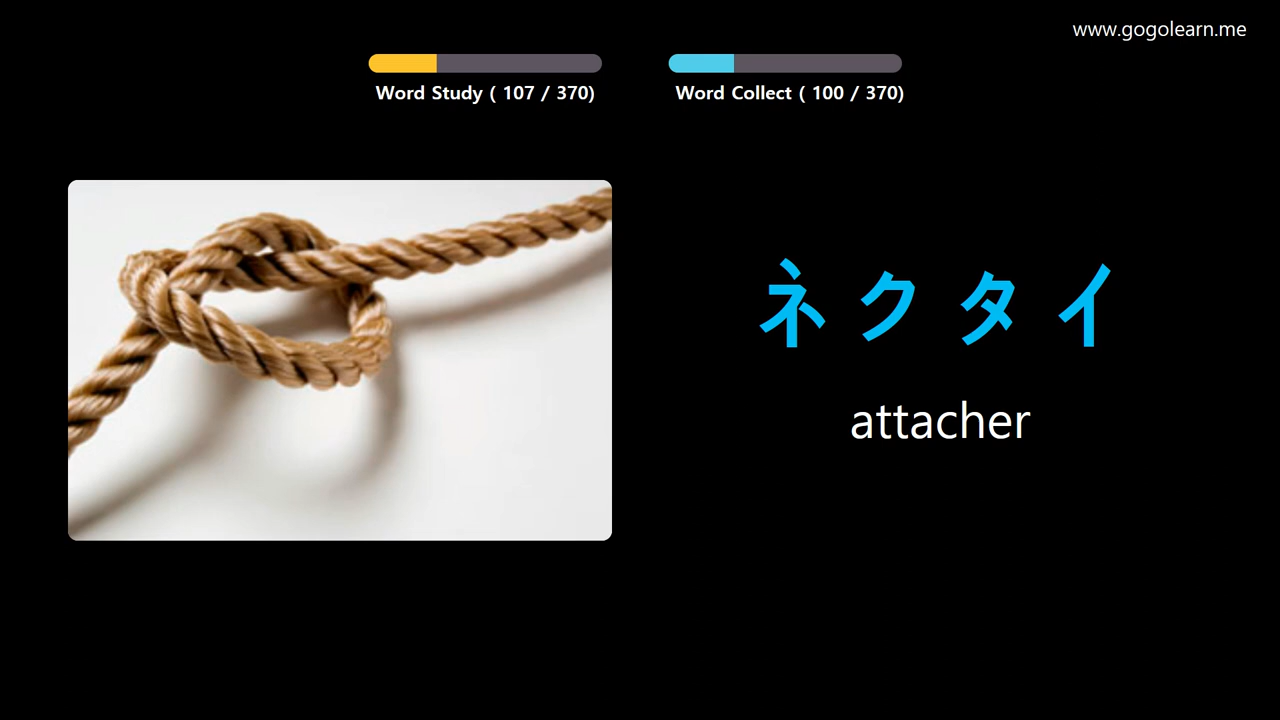 www.gogolearn.me
Word Study ( 107 / 370)
Word Collect ( 100 / 370)
ネクタイ
attacher